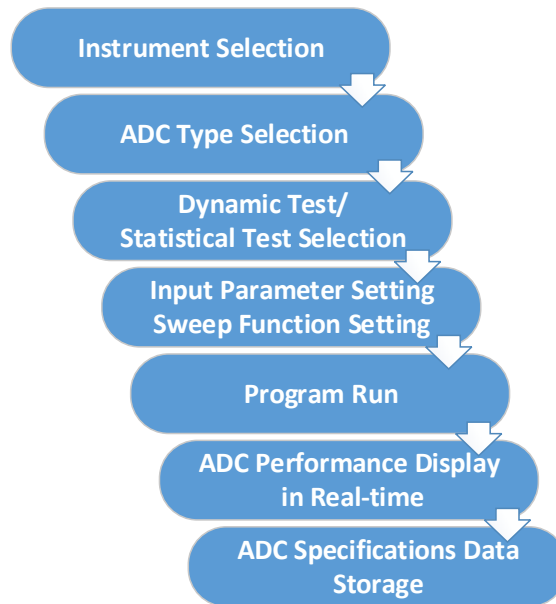 Instrument Selection
ADC Type Selection
Dynamic Test/
Statistical Test Selection
Input Parameter Setting
Sweep Function Setting
Program Run
ADC Performance Display
in Real-time
ADC Specifications Data
Storage